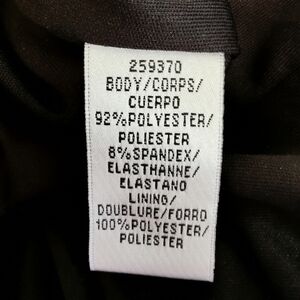 259370
BODY/CORPS/
CUERPO
92%POLYESTER/
POLIESTER
8%SPANDEX/
ELASTHANNE/
ELASTANO
LINING/
DOUBLURE/FORRO
100%POLYESTER/
POLIESTER